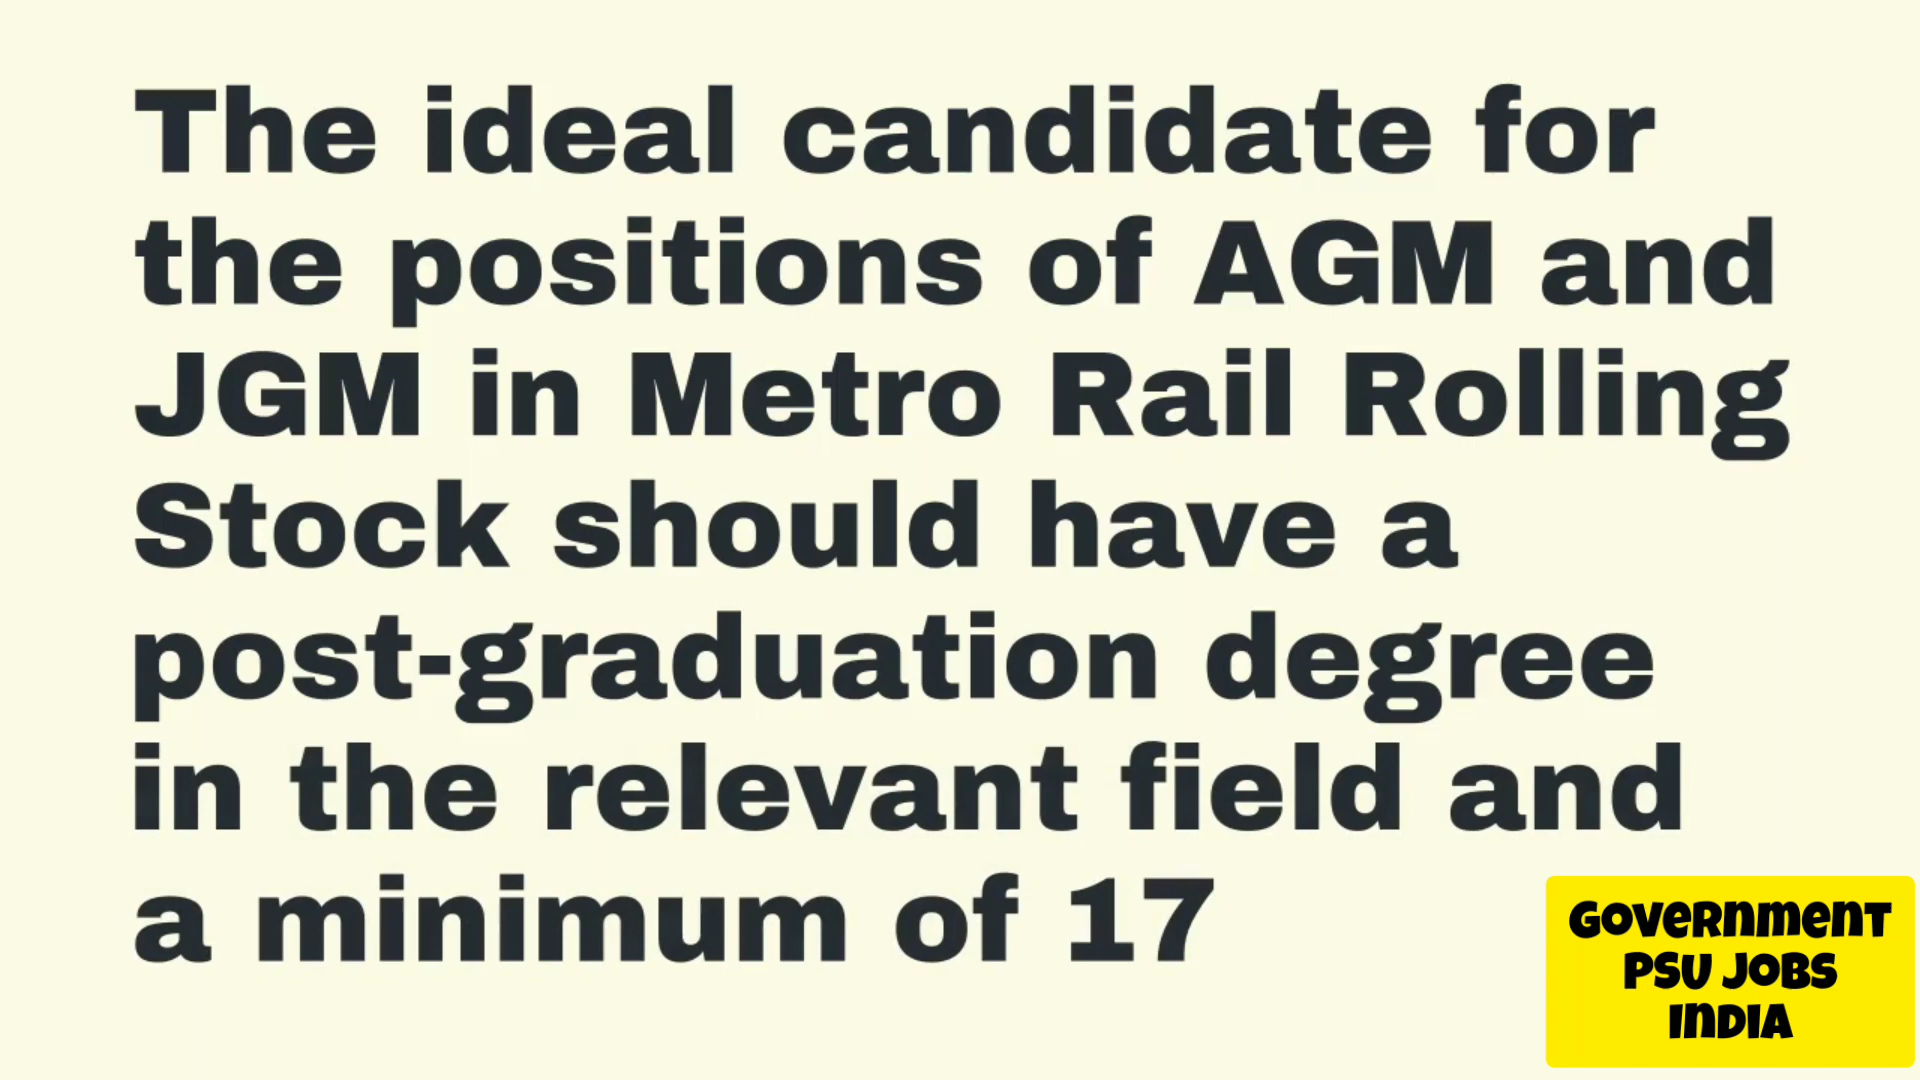 The ideal candidate for
the positions of AGM and
JGM in Metro Rail Rolling
Stock should have a
post-graduation degree
in the relevant field and
a minimum of 17
GOVERNMENT
PSU JOBS
INDIA